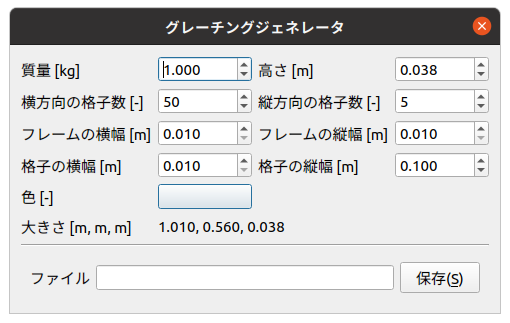 グレーチングジェネレータ
質量 [kg] 1.000 高さ [m] 0.038
横方向の格子数 [-] 50 縦方向の格子数 [-] 5
フレームの横幅 [m] 0.010 フレームの縦幅 [m] 0.010
格子の横幅 [m] 0.010 格子の縦幅 [m] 0.100
色 [-]
大きさ [m, m, m] 1.010, 0.560, 0.038
ファイル 保存(S)